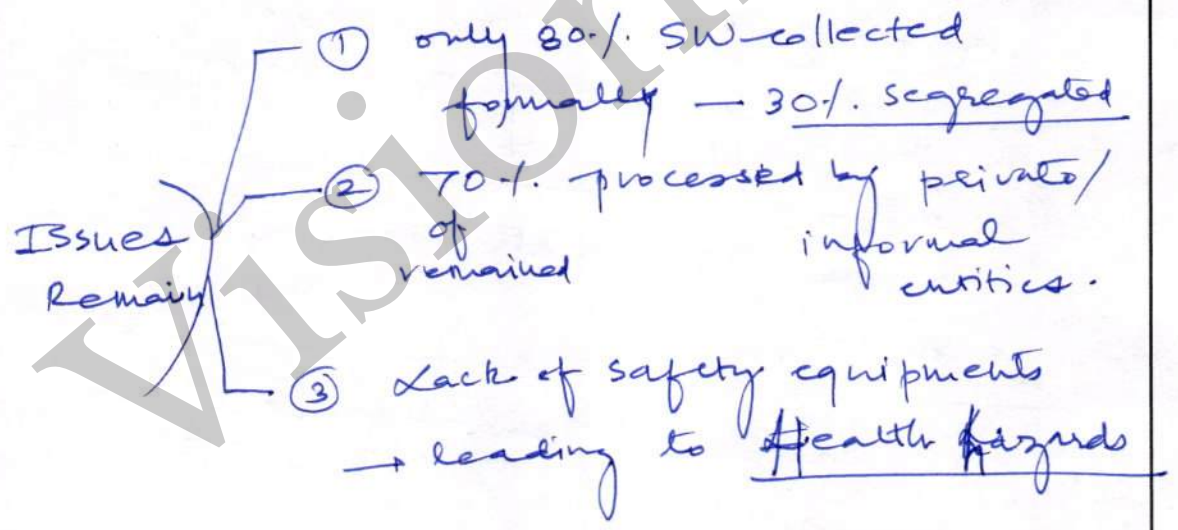 ① only 80% SW collected
formally — 30% segregated
② 70% processed by private/
Issues of informal
Remain remained entities.
③ Lack of safety equipments
→ leading to Health Hazards
Vision